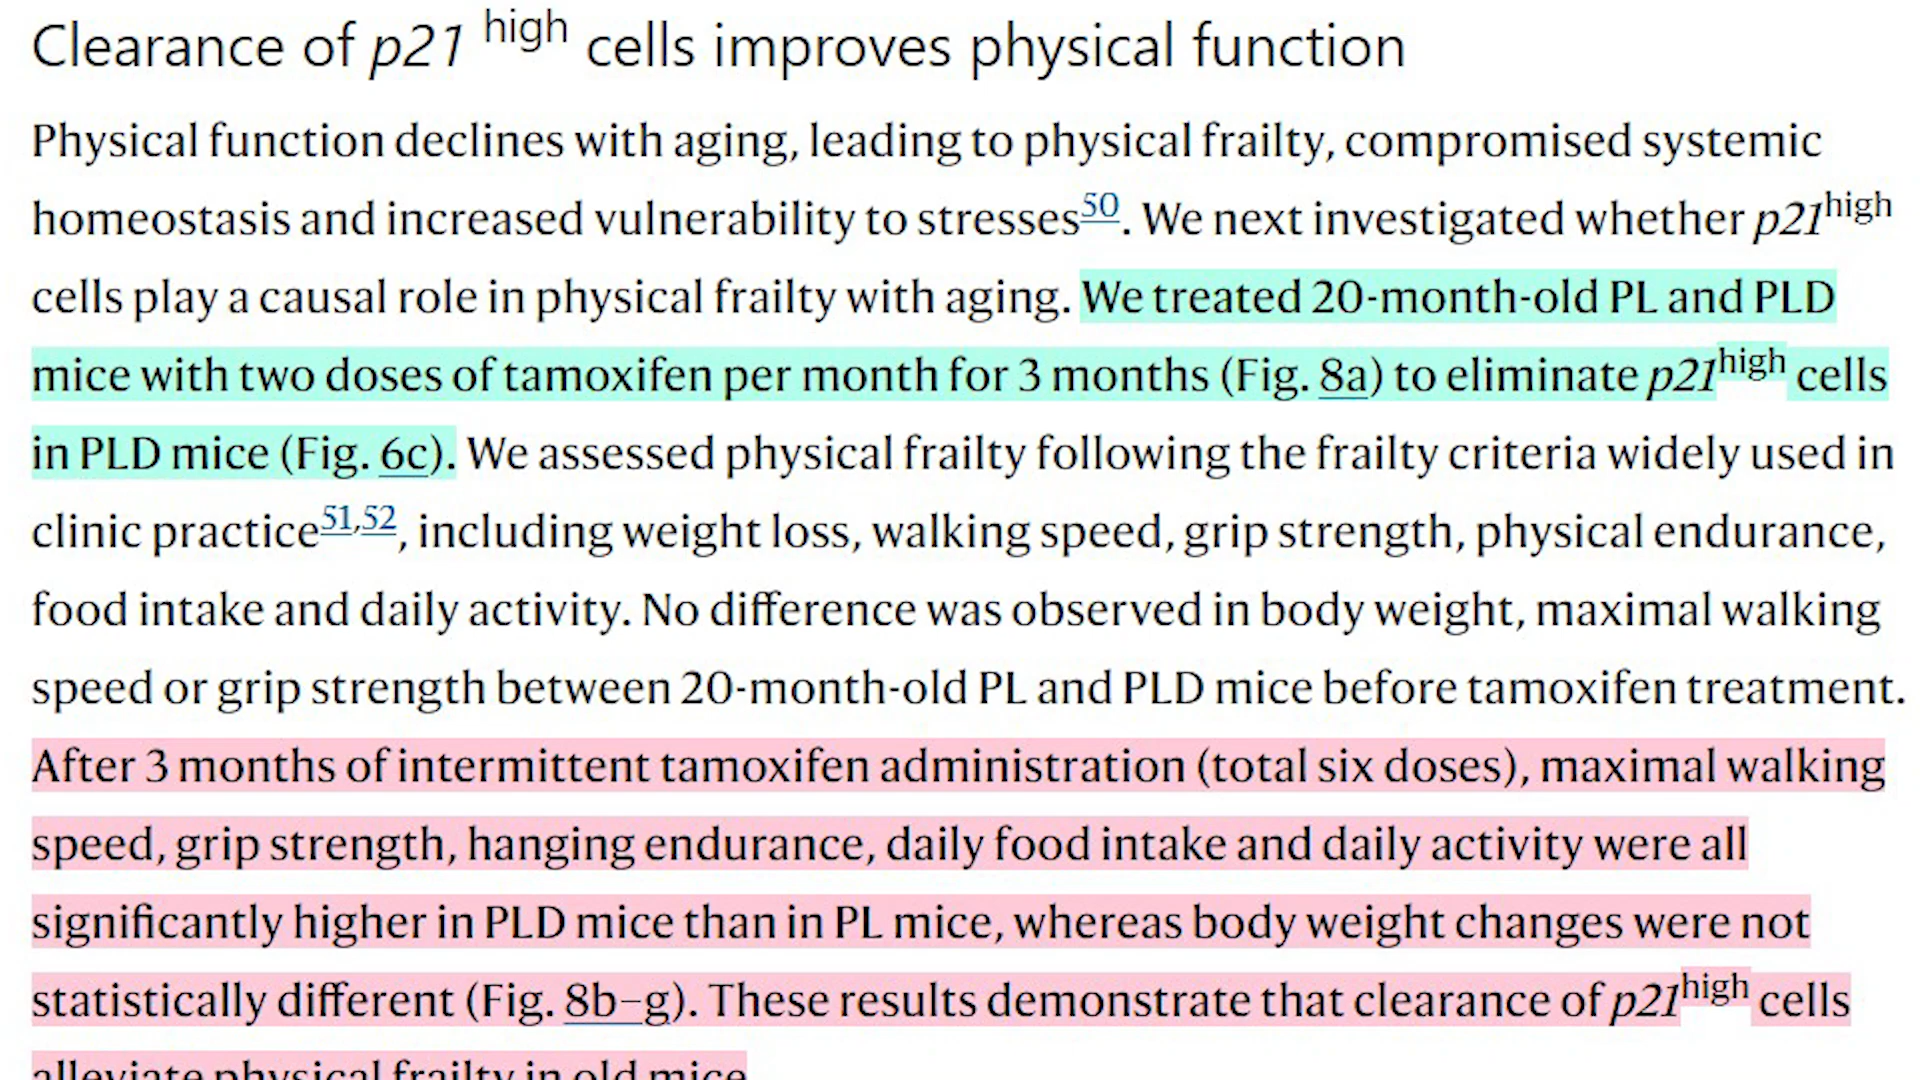 Clearance of p21 high cells improves physical function
Physical function declines with aging, leading to physical frailty, compromised systemic
homeostasis and increased vulnerability to stresses50. We next investigated whether p21high
cells play a causal role in physical frailty with aging. We treated 20-month-old PL and PLD
mice with two doses of tamoxifen per month for 3 months (Fig. 8a) to eliminate p21high cells
in PLD mice (Fig. 6c). We assessed physical frailty following the frailty criteria widely used in
clinic practice51,52, including weight loss, walking speed, grip strength, physical endurance,
food intake and daily activity. No difference was observed in body weight, maximal walking
speed or grip strength between 20-month-old PL and PLD mice before tamoxifen treatment.
After 3 months of intermittent tamoxifen administration (total six doses), maximal walking
speed, grip strength, hanging endurance, daily food intake and daily activity were all
significantly higher in PLD mice than in PL mice, whereas body weight changes were not
statistically different (Fig. 8b–g). These results demonstrate that clearance of p21high cells
alleviate physical frailty in old mice